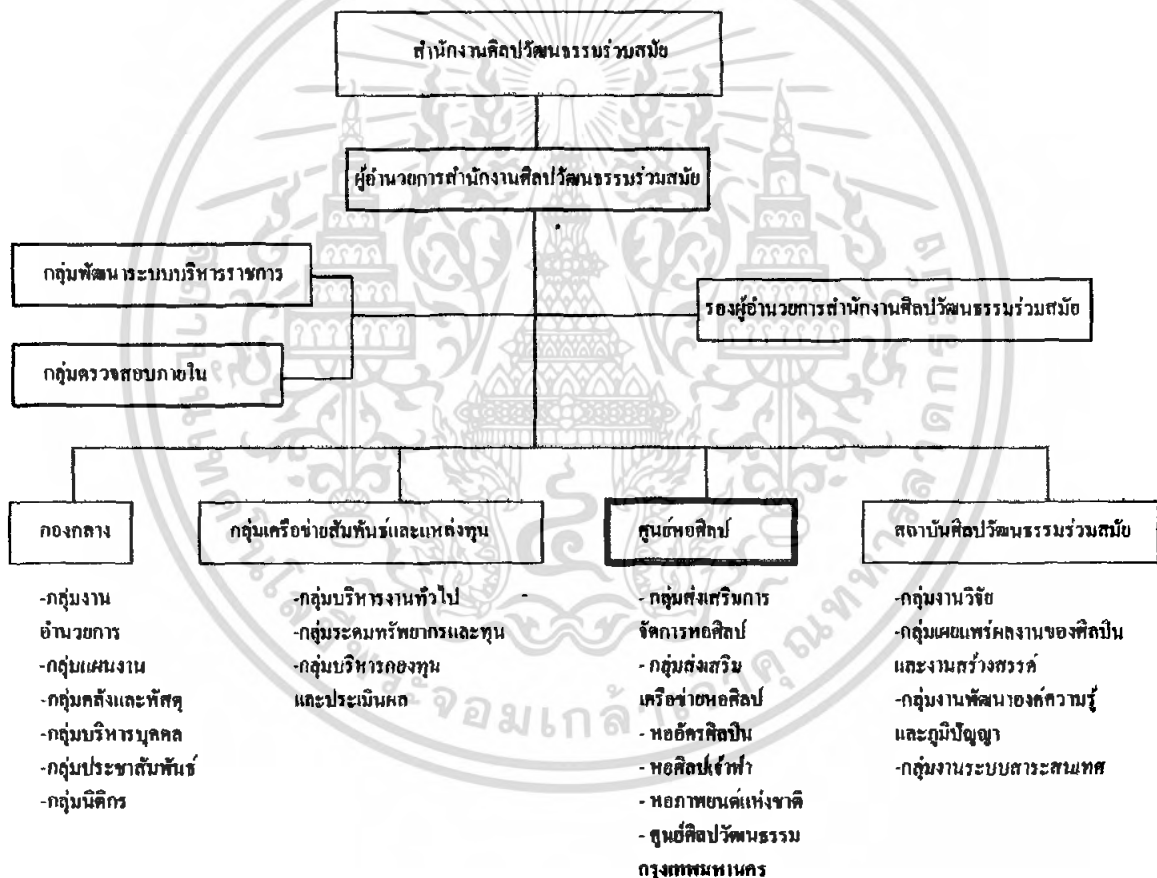 สำนักงานศิลปวัฒนธรรมร่วมสมัย
ผู้อำนวยการสำนักงานศิลปวัฒนธรรมร่วมสมัย
กลุ่มพัฒนาระบบบริหารราชการ
รองผู้อำนวยการสำนักงานศิลปวัฒนธรรมร่วมสมัย
กลุ่มตรวจสอบภายใน
กองกลาง
-กลุ่มงาน
อำนวยการ
-กลุ่มแผนงาน
-กลุ่มคลังและพัสดุ
-กลุ่มบริหารบุคคล
-กลุ่มประชาสัมพันธ์
-กลุ่มนิติกร
กลุ่มเครือข่ายสัมพันธ์และแหล่งทุน
-กลุ่มบริหารงานทั่วไป
-กลุ่มระดมทรัพยากรและทุน
-กลุ่มบริหารกองทุน
และประเมินผล
ศูนย์หอศิลป์
- กลุ่มส่งเสริมการ
จัดการหอศิลป์
- กลุ่มส่งเสริม
เครือข่ายหอศิลป์
- หออัครศิลปิน
- หอศิลป์เจ้าฟ้า
- หอภาพยนต์แห่งชาติ
- ศูนย์ศิลปวัฒนธรรม
กรุงเทพมหานคร
สถาบันศิลปวัฒนธรรมร่วมสมัย
-กลุ่มงานวิจัย
-กลุ่มเผยแพร่ผลงานของศิลปิน
และงานสร้างสรรค์
-กลุ่มงานพัฒนาองค์ความรู้
และภูมิปัญญา
-กลุ่มงานระบบสาระสนเทศ